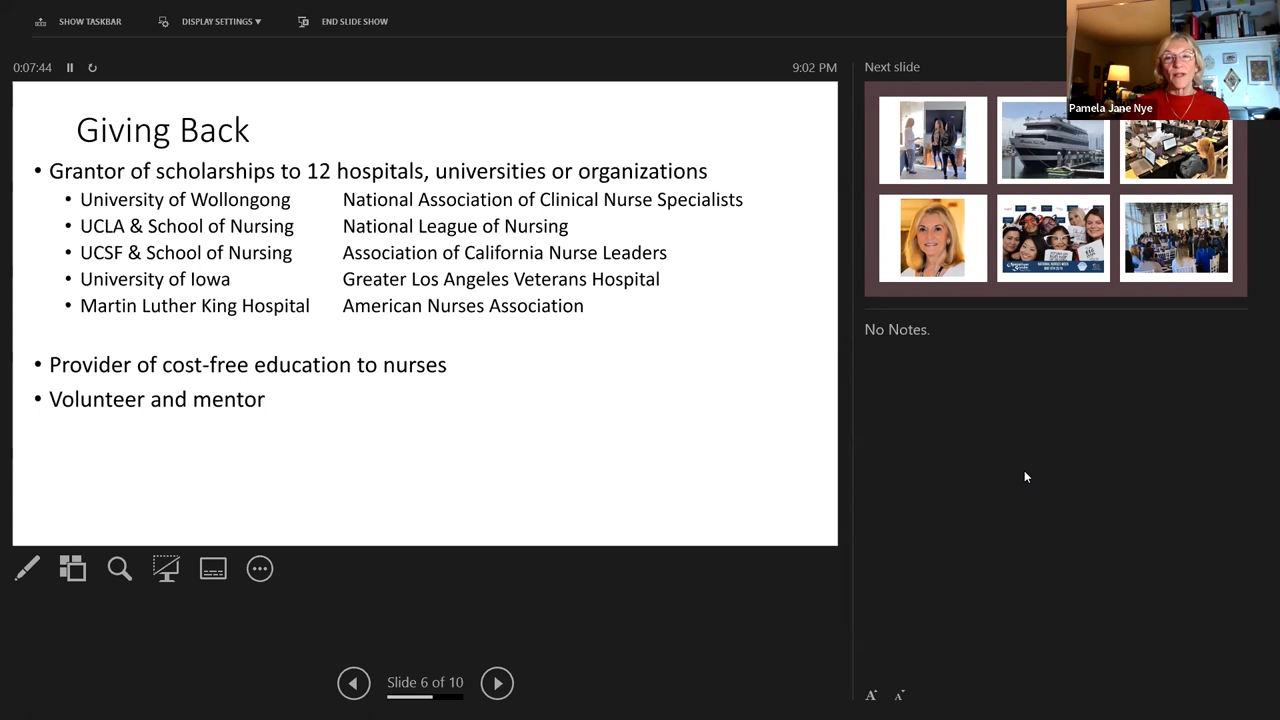 SHOW TASKBAR DISPLAY SETTINGS ▼ END SLIDE SHOW
0:07:44 9:02 PM
Giving Back
• Grantor of scholarships to 12 hospitals, universities or organizations
• University of Wollongong National Association of Clinical Nurse Specialists
• UCLA & School of Nursing National League of Nursing
• UCSF & School of Nursing Association of California Nurse Leaders
• University of Iowa Greater Los Angeles Veterans Hospital
• Martin Luther King Hospital American Nurses Association
• Provider of cost-free education to nurses
• Volunteer and mentor
Slide 6 of 10
Next slide
Pamela Jane Nye
No Notes.
A A